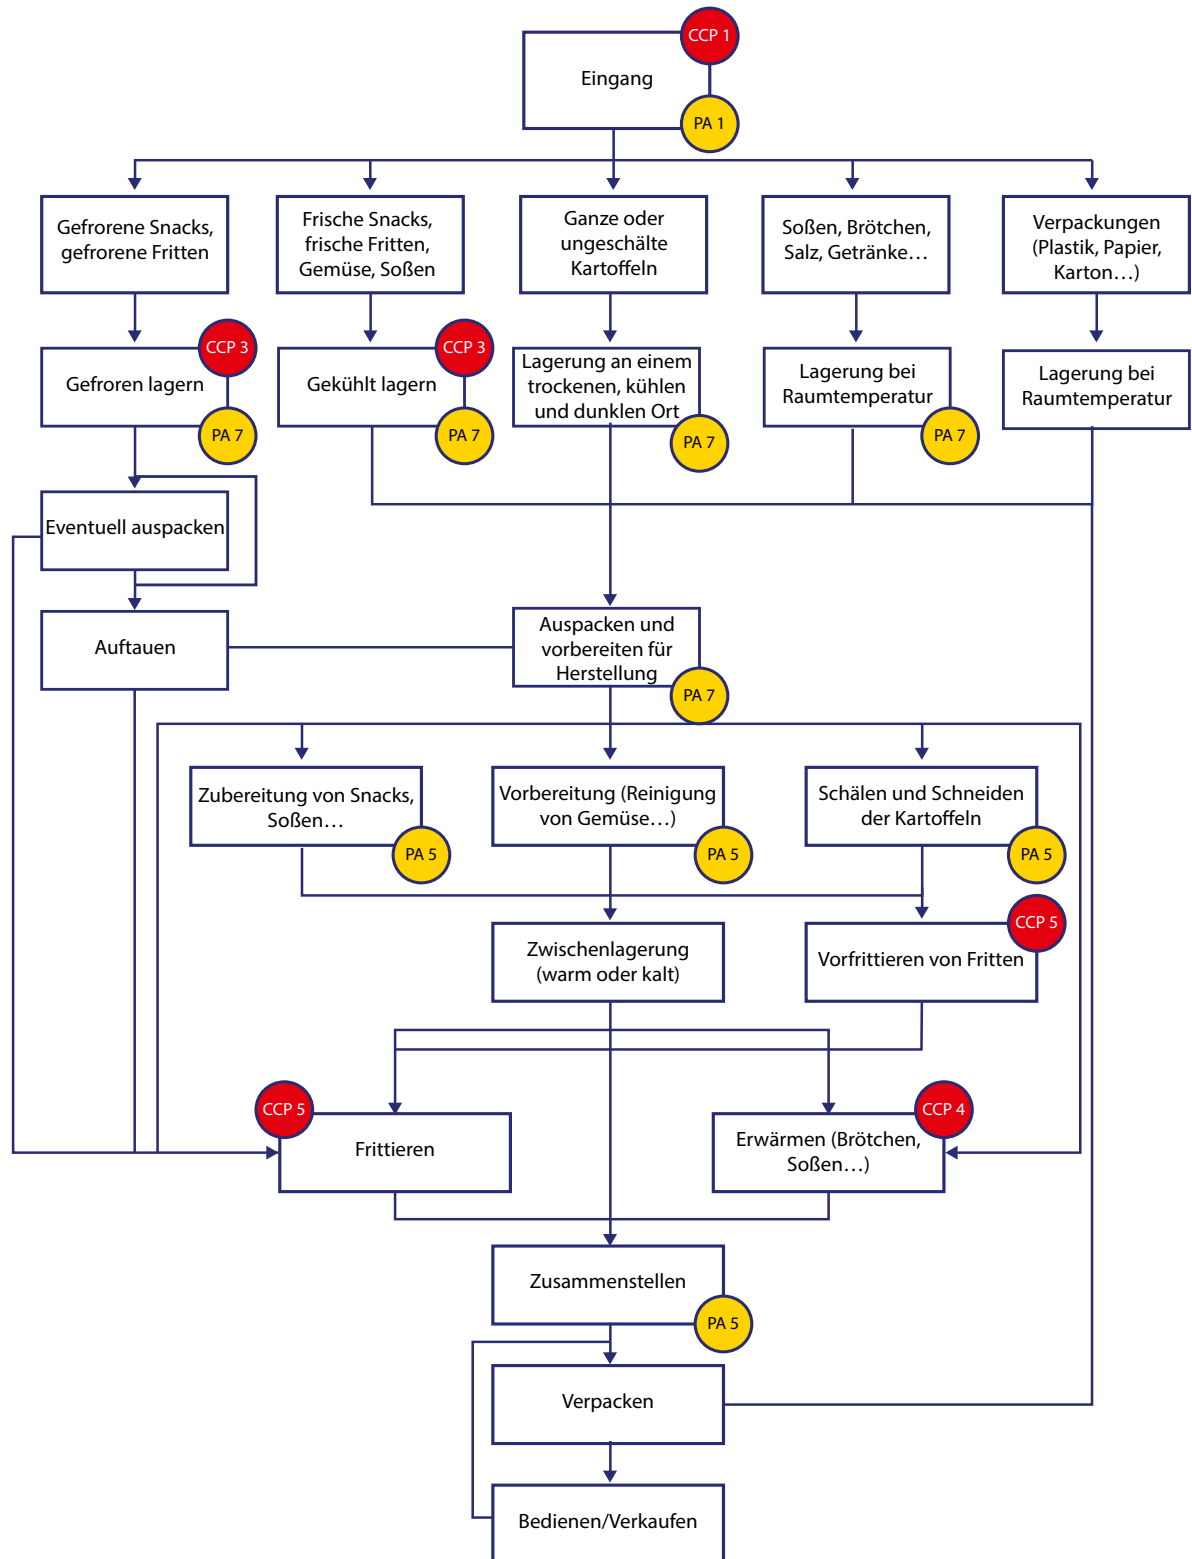 CCP 1
Eingang
PA 1
Gefrorene Snacks,
gefrorene Fritten
Frische Snacks,
frische Fritten,
Gemüse, Soßen
Ganze oder
ungeschälte
Kartoffeln
Soßen, Brötchen,
Salz, Getränke…
Verpackungen
(Plastik, Papier,
Karton…)
CCP 3
Gefroren lagern
PA 7
CCP 3
Gekühlt lagern
PA 7
Lagerung an einem
trockenen, kühlen
und dunklen Ort
PA 7
Lagerung bei
Raumtemperatur
PA 7
Lagerung bei
Raumtemperatur
Eventuell auspacken
Auftauen
Auspacken und
vorbereiten für
Herstellung
PA 7
Zubereitung von Snacks,
Soßen…
PA 5
Vorbereitung (Reinigung
von Gemüse…)
PA 5
Schälen und Schneiden
der Kartoffeln
PA 5
Zwischenlagerung
(warm oder kalt)
CCP 5
Vorfrittieren von Fritten
CCP 5
Frittieren
CCP 4
Erwärmen (Brötchen,
Soßen…)
Zusammenstellen
PA 5
Verpacken
Bedienen/Verkaufen